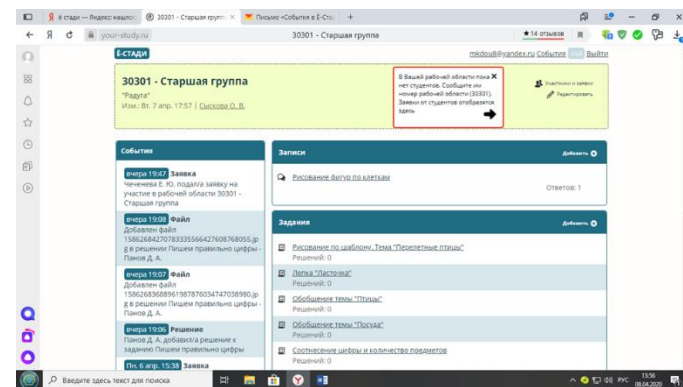 Я е стади — Яндекс: нашлос
30301 - Старшая групп
Письмо «События в Е-Стад
your-study.ru
30301 - Старшая группа
★14 отзывов
Ё-СТАДИ
mkdou8@yandex.ru События Выйти
30301 - Старшая группа
"Радуга"
Изм.: Вт. 7 апр. 17:57 | Сыскова О. В.
В Вашей рабочей области пока
нет студентов. Сообщите им
номер рабочей области (30301).
Заявки от студентов отобразятся
здесь
Участники и заявки
Редактировать
События
вчера 19:47 Заявка
Чеченева Е. Ю. подал/а заявку на
участие в рабочей области 30301 -
Старшая группа
вчера 19:08 Файл
Добавлен файл
15862684270783335566427608768055.jp
g в решении Пишем правильно цифры -
Панов Д. А.
вчера 19:07 Файл
Добавлен файл
15862683688961987876034747038990.jp
g в решении Пишем правильно цифры -
Панов Д. А.
вчера 19:06 Решение
Панов Д. А. добавил/а решение к
заданию Пишем правильно цифры
Пн. 6 апр. 15:38 Заявка
Записи
Добавить
Рисование фигур по клеткам
Ответов: 1
Задания
Добавить
Рисование по шаблону. Тема "Перелетные птицы"
Решений: 0
Лепка "Ласточка"
Решений: 0
Обобщение темы "Птицы"
Решений: 0
Обобщение темы "Посуда"
Решений: 0
Соотнесение цифры и количество предметов
Решений: 0
Введите здесь текст для поиска
РУС
13:56
08.04.2020